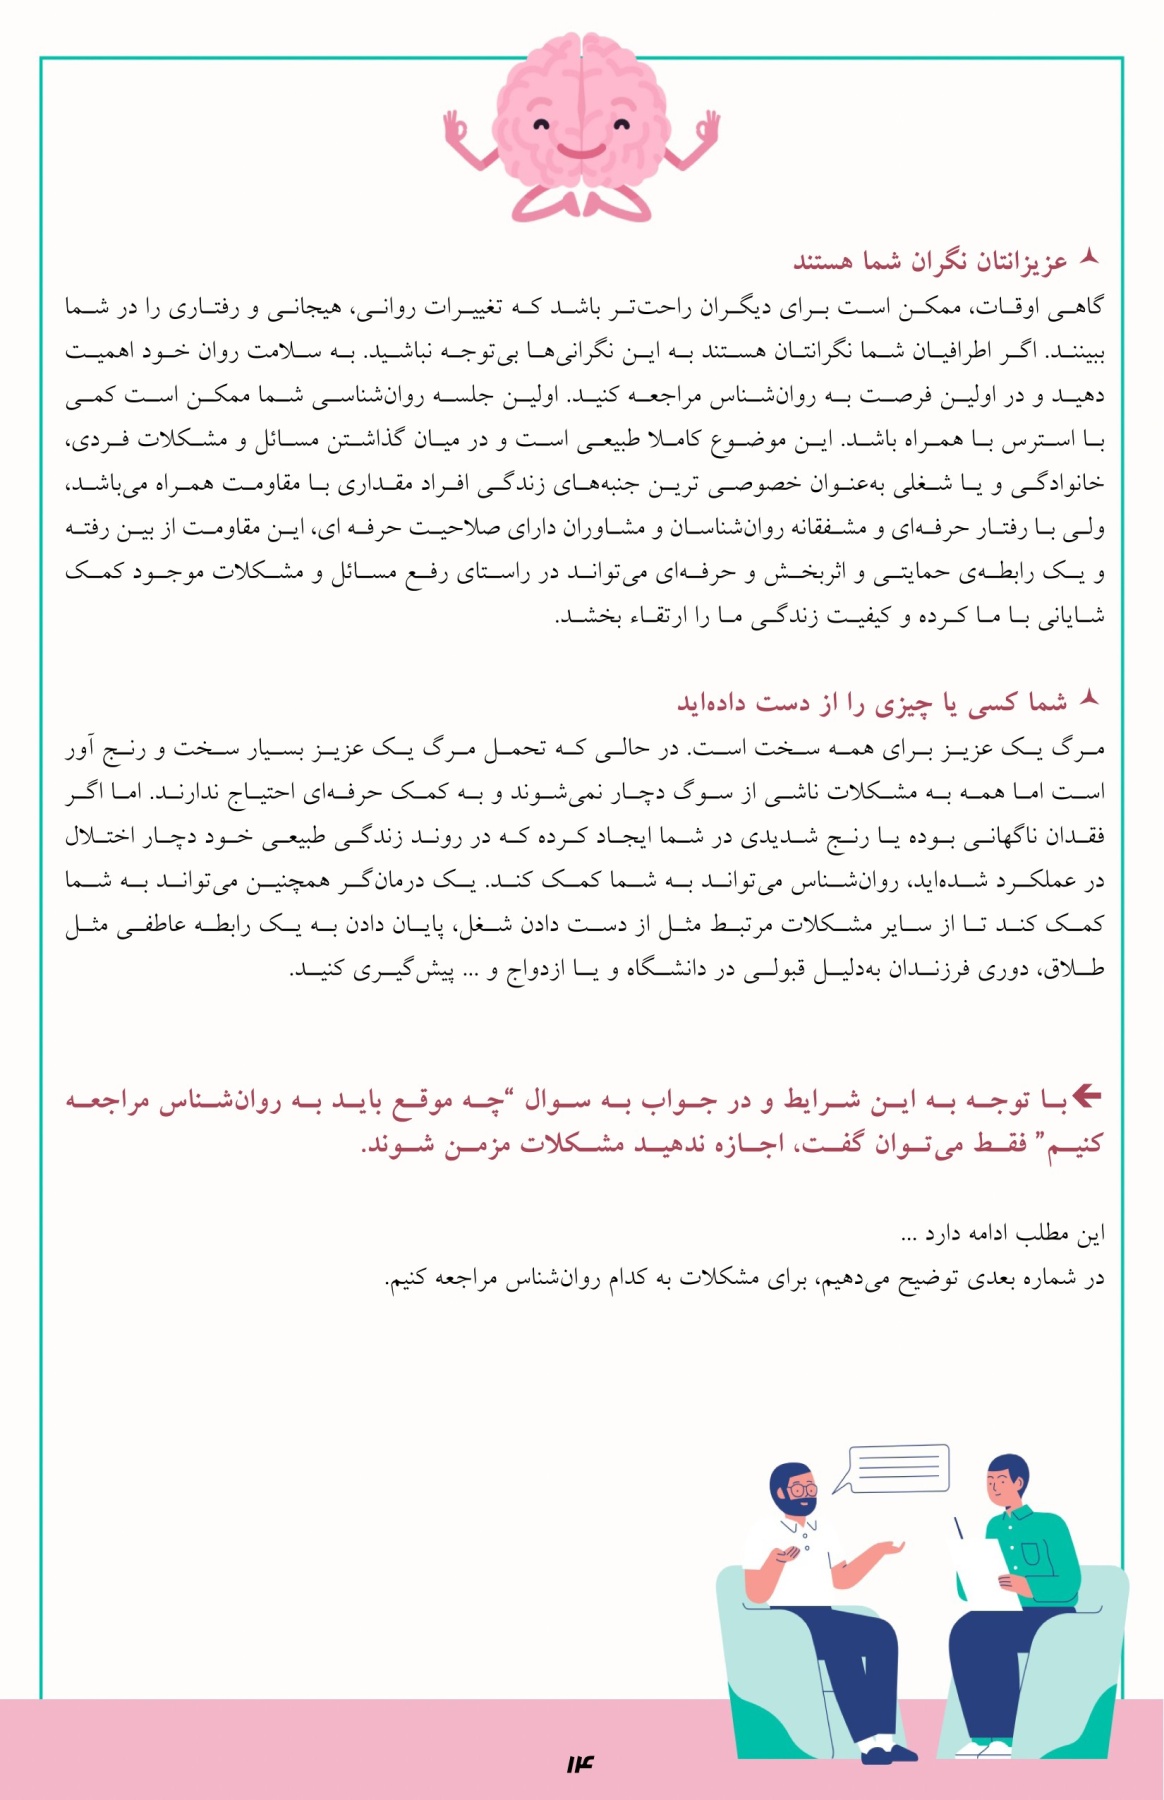 عزیزانتان نگران شما هستند
گاهی اوقات، ممکن است برای دیگران راحت‌تر باشد که تغییرات روانی، هیجانی و رفتاری را در شما
ببینند. اگر اطرافیان شما نگرانتان هستند به این نگرانی‌ها بی‌توجه نباشید. به سلامت روان خود اهمیت
دهید و در اولین فرصت به روان‌شناس مراجعه کنید. اولین جلسه روان‌شناسی شما ممکن است کمی
با استرس با همراه باشد. این موضوع کاملا طبیعی است و در میان گذاشتن مسائل و مشکلات فردی،
خانوادگی و یا شغلی به‌عنوان خصوصی ترین جنبه‌های زندگی افراد مقداری با مقاومت همراه می‌باشد،
ولی با رفتار حرفه‌ای و مشفقانه روان‌شناسان و مشاوران دارای صلاحیت حرفه ای، این مقاومت از بین رفته
و یک رابطه‌ی حمایتی و اثربخش و حرفه‌ای می‌تواند در راستای رفع مسائل و مشکلات موجود کمک
شایانی با ما کرده و کیفیت زندگی ما را ارتقاء بخشد.
شما کسی یا چیزی را از دست داده‌اید
مرگ یک عزیز برای همه سخت است. در حالی که تحمل مرگ یک عزیز بسیار سخت و رنج آور
است اما همه به مشکلات ناشی از سوگ دچار نمی‌شوند و به کمک حرفه‌ای احتیاج ندارند. اما اگر
فقدان ناگهانی بوده یا رنج شدیدی در شما ایجاد کرده که در روند زندگی طبیعی خود دچار اختلال
در عملکرد شده‌اید، روان‌شناس می‌تواند به شما کمک کند. یک درمان‌گر همچنین می‌تواند به شما
کمک کند تا از سایر مشکلات مرتبط مثل از دست دادن شغل، پایان دادن به یک رابطه عاطفی مثل
طلاق، دوری فرزندان به‌دلیل قبولی در دانشگاه و یا ازدواج و ... پیش‌گیری کنید.
با توجه به این شرایط و در جواب به سوال “چه موقع باید به روان‌شناس مراجعه
کنیم” فقط می‌توان گفت، اجازه ندهید مشکلات مزمن شوند.
این مطلب ادامه دارد ...
در شماره بعدی توضیح می‌دهیم، برای مشکلات به کدام روان‌شناس مراجعه کنیم.
۱۴